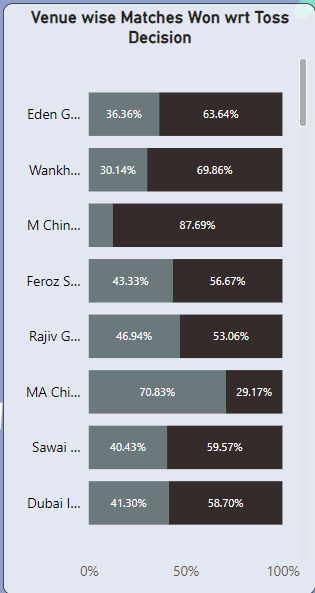 Venue wise Matches Won wrt Toss
Decision
Eden G... 36.36% 63.64%
Wankh... 30.14% 69.86%
M Chin... 87.69%
Feroz S... 43.33% 56.67%
Rajiv G... 46.94% 53.06%
MA Chi... 70.83% 29.17%
Sawai ... 40.43% 59.57%
Dubai I... 41.30% 58.70%
0% 50% 100%